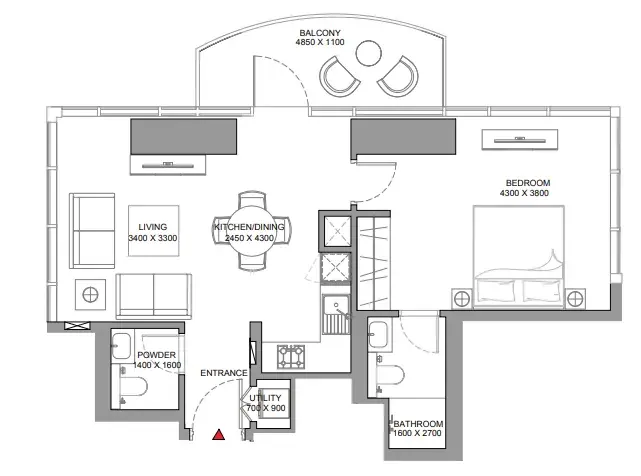 BALCONY
4850 X 1100
BEDROOM
4300 X 3800
LIVING
3400 X 3300
KITCHEN/DINING
2450 X 4300
POWDER
1400 X 1600
ENTRANCE
UTILITY
700 X 900
BATHROOM
1600 X 2700